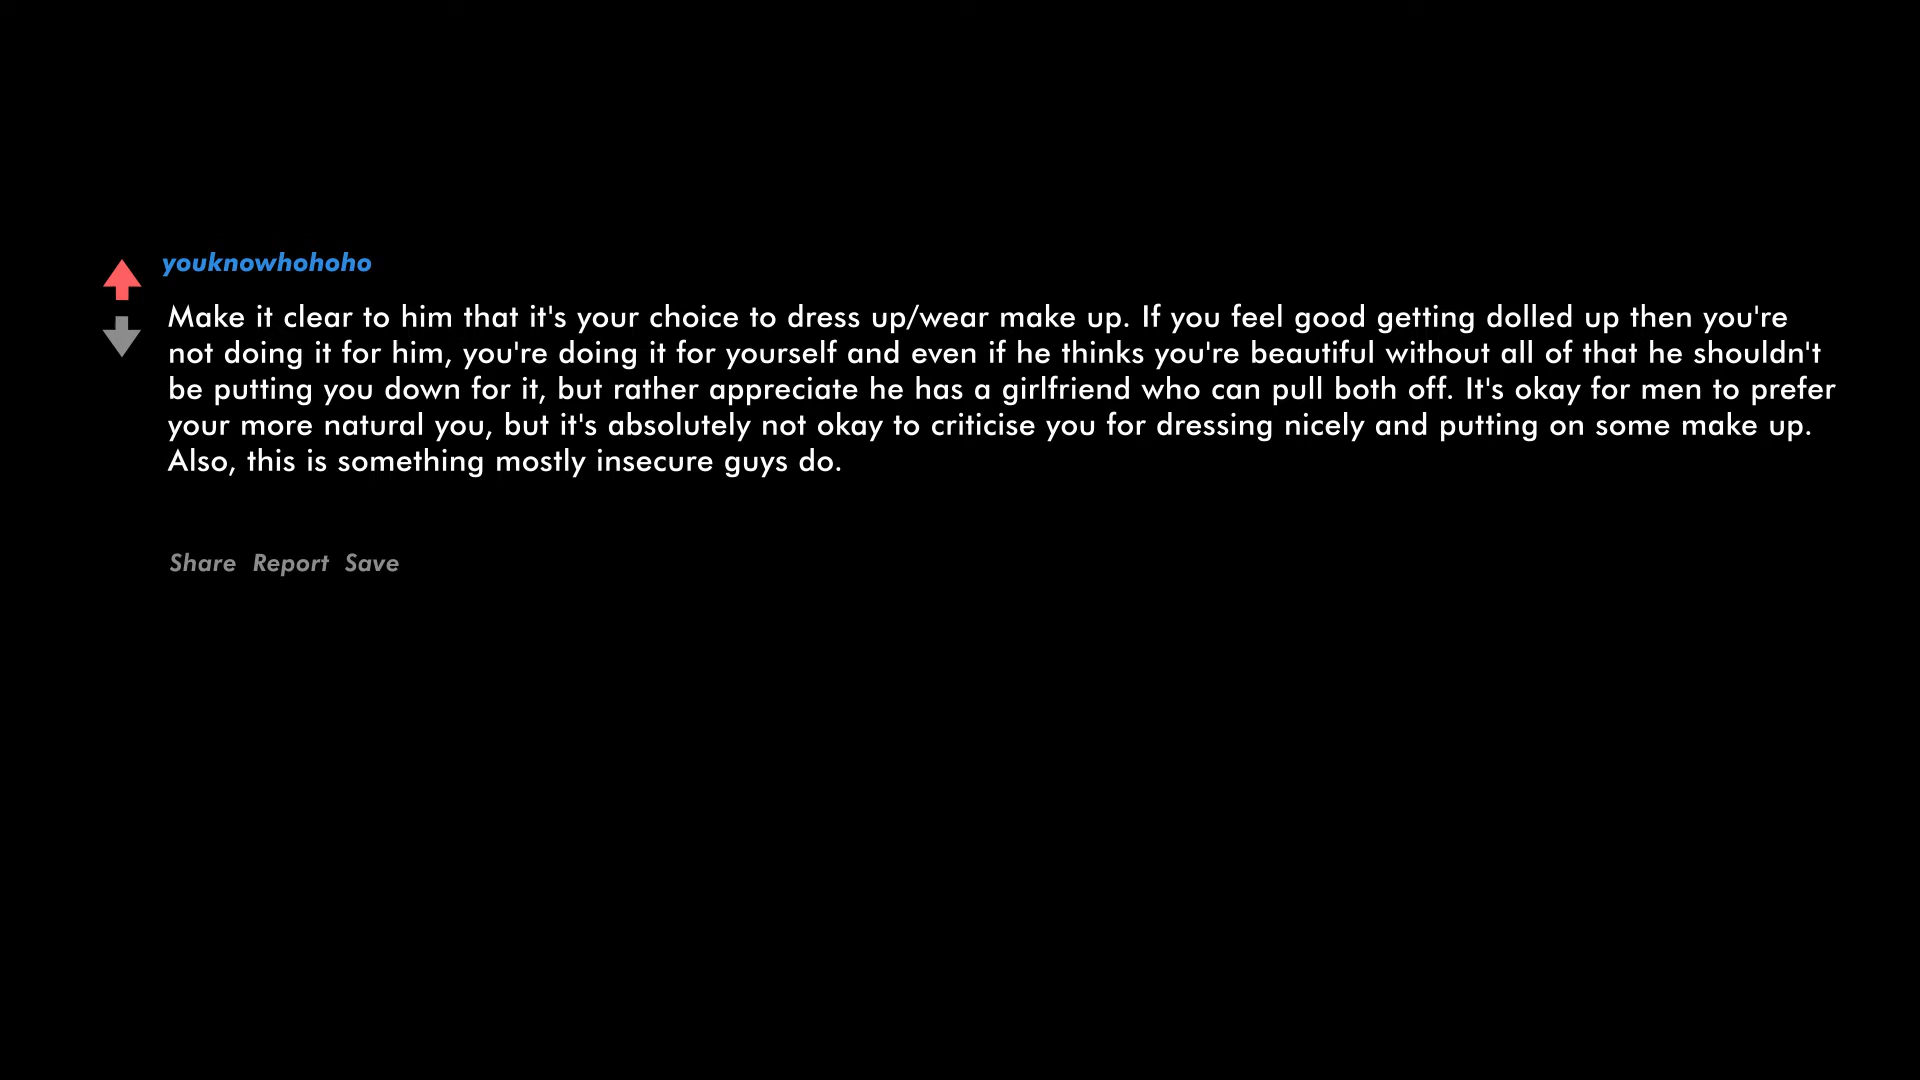 youknowhohoho
Make it clear to him that it's your choice to dress up/wear make up. If you feel good getting dolled up then you're
not doing it for him, you're doing it for yourself and even if he thinks you're beautiful without all of that he shouldn't
be putting you down for it, but rather appreciate he has a girlfriend who can pull both off. It's okay for men to prefer
your more natural you, but it's absolutely not okay to criticise you for dressing nicely and putting on some make up.
Also, this is something mostly insecure guys do.
Share Report Save